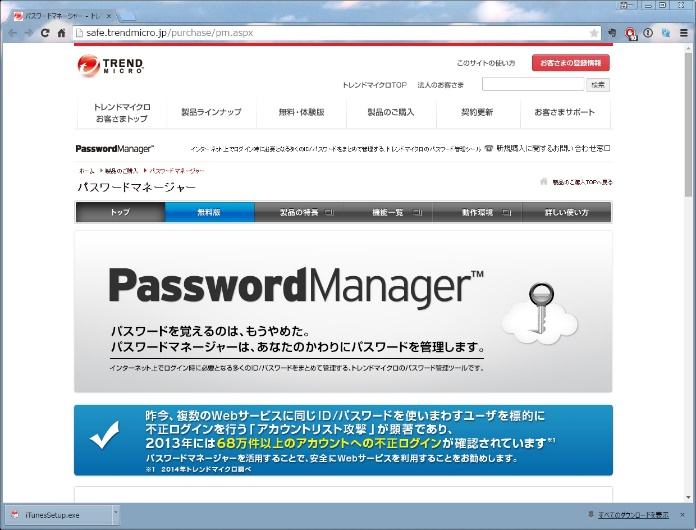 パスワードマネージャー - トレ
safe.trendmicro.jp/purchase/pm.aspx
TREND MICRO
このサイトの使い方
お客さまの登録情報
トレンドマイクロTOP
法人のお客さま
検索
トレンドマイクロ
お客さまトップ
製品ラインナップ
無料・体験版
製品のご購入
契約更新
お客さまサポート
PasswordManager™
インターネット上でログイン時に必要となる多くのID/パスワードをまとめて管理する、トレンドマイクロのパスワード管理ツール
新規購入に関するお問い合わせ窓口
ホーム
製品のご購入
パスワードマネージャー
パスワードマネージャー
製品のご購入TOPへ戻る
トップ
無料版
製品の特長
機能一覧
動作環境
詳しい使い方
PasswordManager™
パスワードを覚えるのは、もうやめた。
パスワードマネージャーは、あなたのかわりにパスワードを管理します。
インターネット上でログイン時に必要となる多くのID/パスワードをまとめて管理する、トレンドマイクロのパスワード管理ツールです。
昨今、複数のWebサービスに同じID/パスワードを使いまわすユーザを標的に
不正ログインを行う「アカウントリスト攻撃」が顕著であり、
2013年には68万件以上のアカウントへの不正ログインが確認されています※1
パスワードマネージャーを活用することで、安全にWebサービスを利用することをお勧めします。
※1 2014年トレンドマイクロ調べ
iTunesSetup.exe
すべてのダウンロードを表示